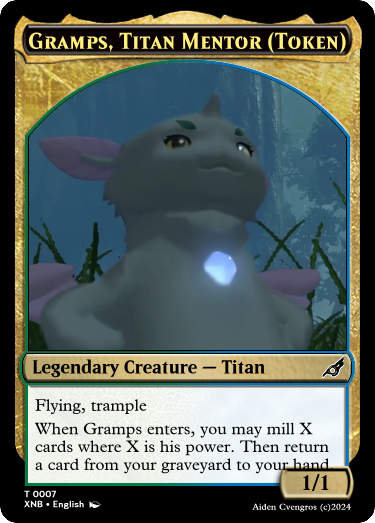 Gramps, Titan Mentor (Token)
Legendary Creature — Titan
Flying, trample
When Gramps enters, you may mill X
cards where X is his power. Then return
a card from your graveyard to your hand
1/1
T 0007
XNB • English
Aiden Cvengros (c)2024